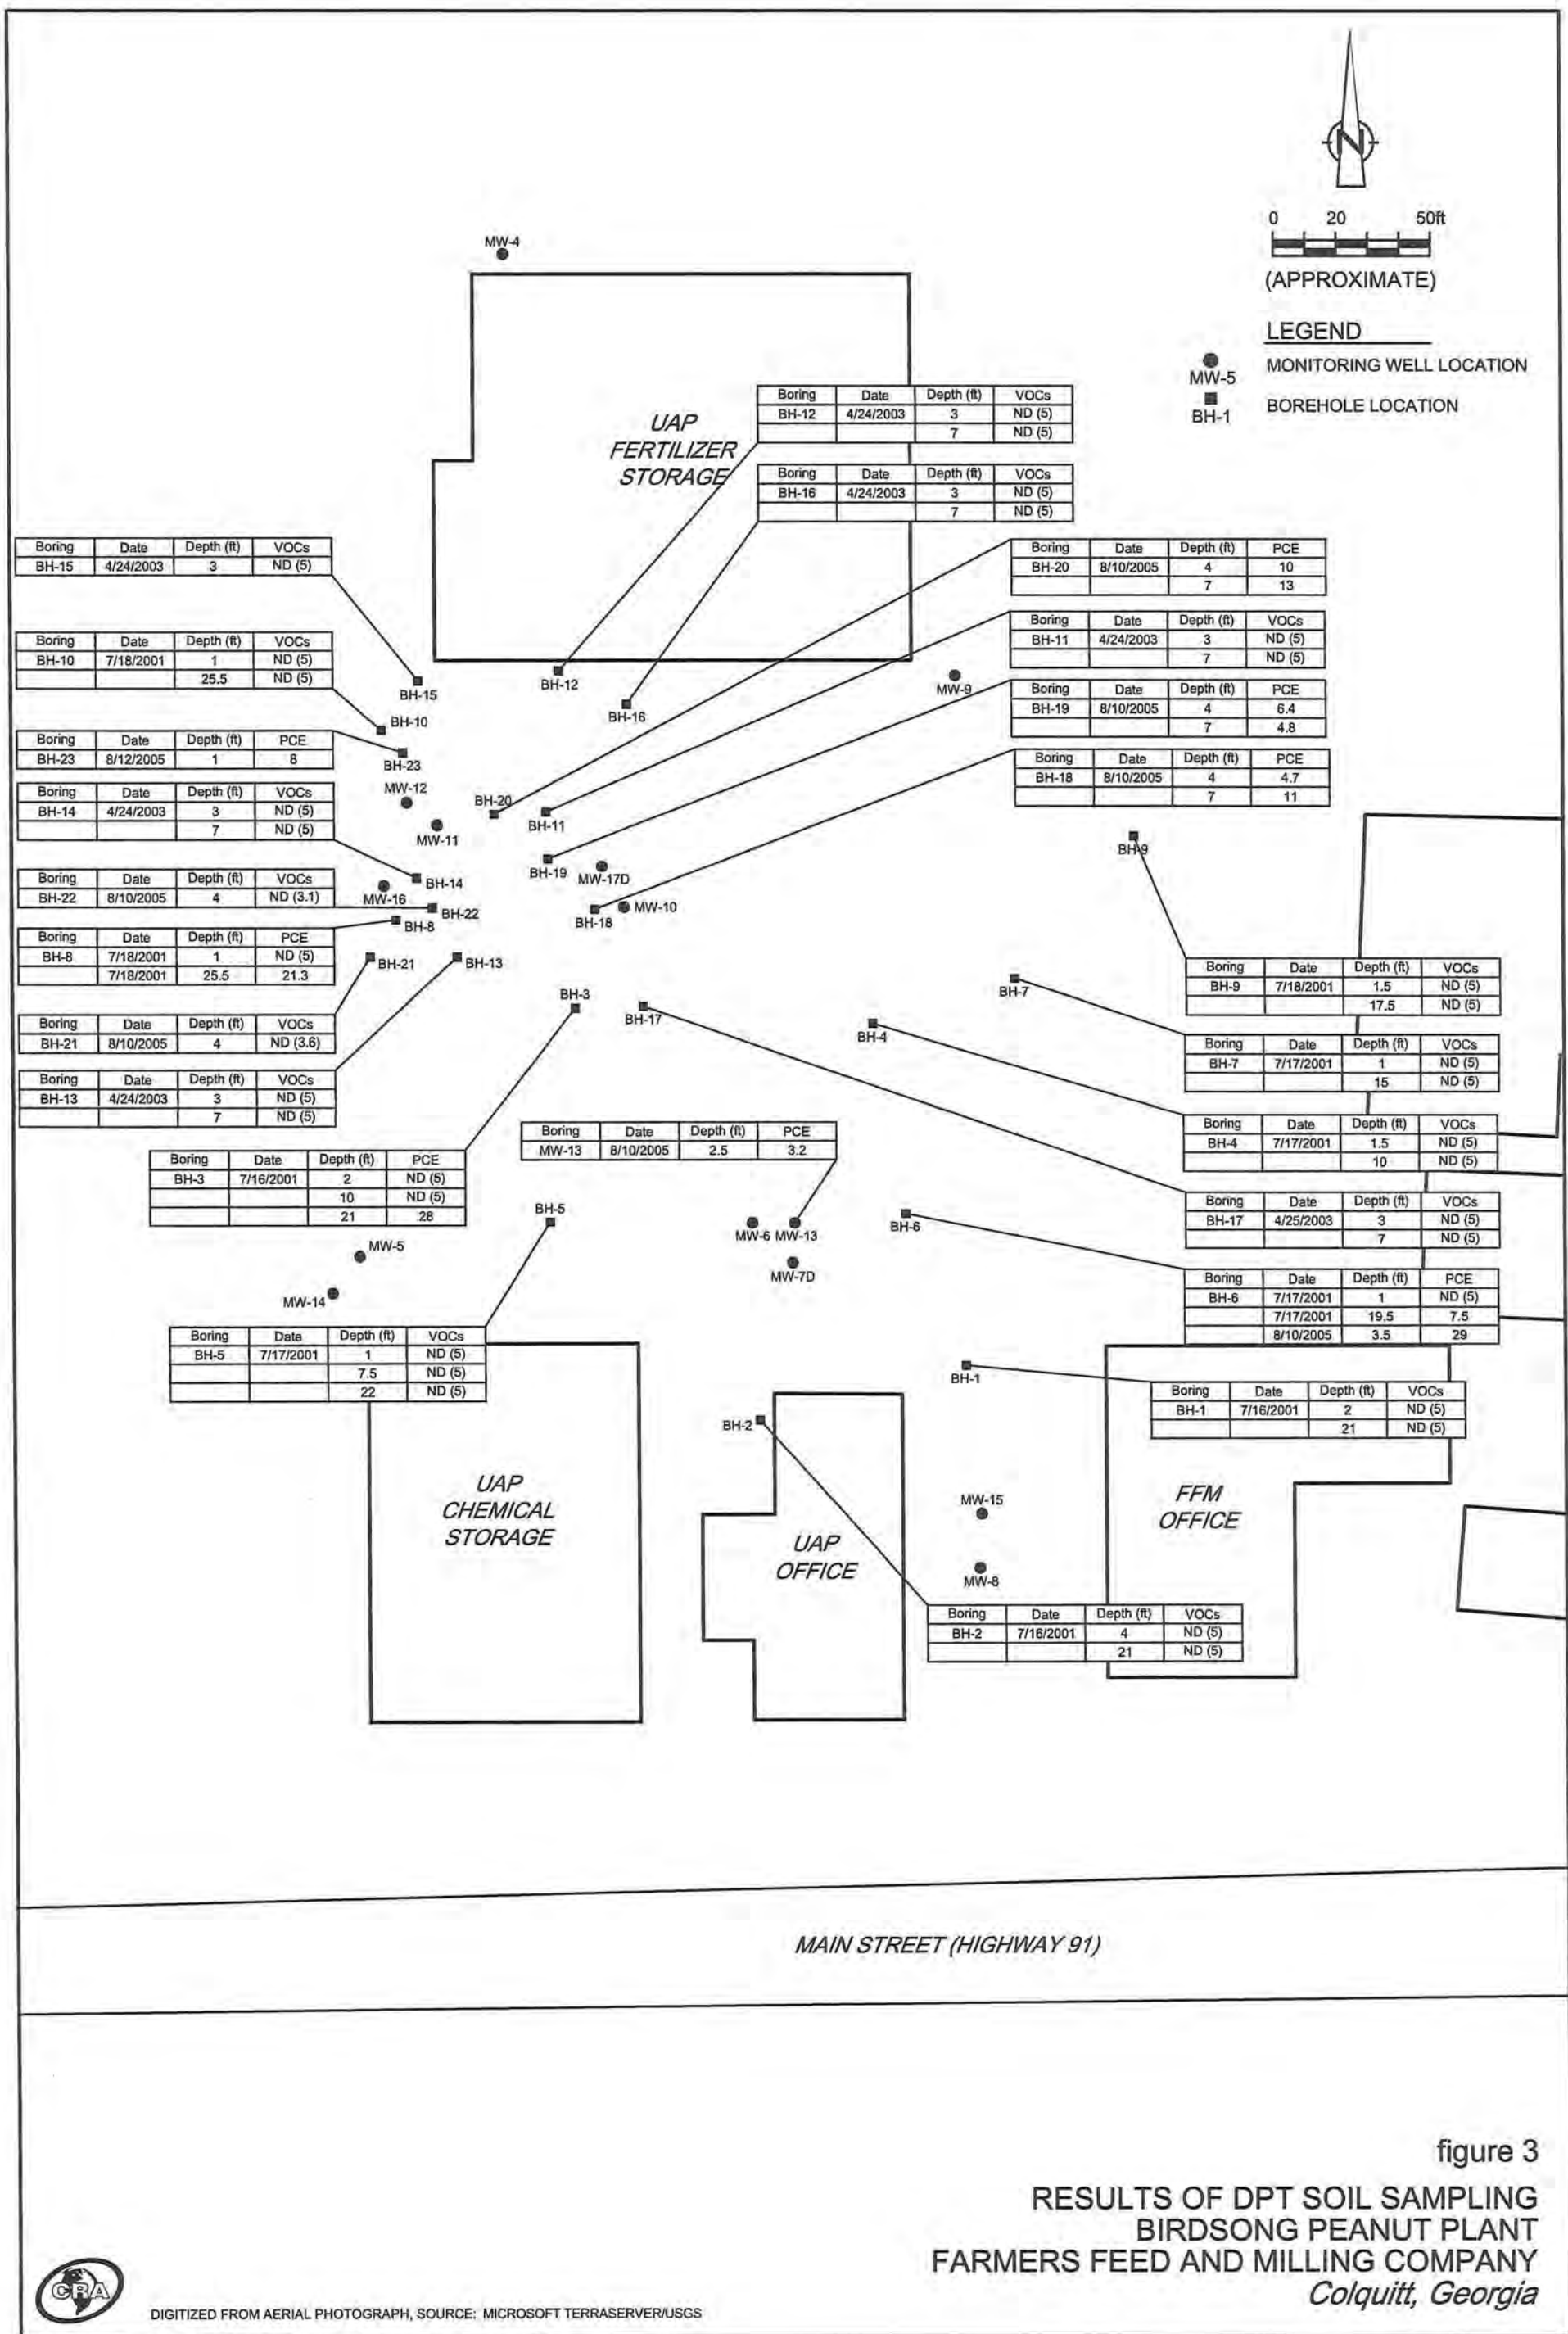 N
0 20 50ft
(APPROXIMATE)
LEGEND
MW-5 MONITORING WELL LOCATION
BH-1 BOREHOLE LOCATION
MW-4
UAP
FERTILIZER
STORAGE
Boring Date Depth (ft) VOCs
BH-12 4/24/2003 3 ND (5)
7 ND (5)
Boring Date Depth (ft) VOCs
BH-16 4/24/2003 3 ND (5)
7 ND (5)
Boring Date Depth (ft) VOCs
BH-15 4/24/2003 3 ND (5)
Boring Date Depth (ft) PCE
BH-20 8/10/2005 4 10
7 13
Boring Date Depth (ft) VOCs
BH-11 4/24/2003 3 ND (5)
7 ND (5)
Boring Date Depth (ft) VOCs
BH-10 7/18/2001 1 ND (5)
25.5 ND (5)
Boring Date Depth (ft) PCE
BH-19 8/10/2005 4 6.4
7 4.8
Boring Date Depth (ft) PCE
BH-18 8/10/2005 4 4.7
7 11
BH-15
BH-12
BH-16
MW-9
BH-10
BH-23
Boring Date Depth (ft) PCE
BH-23 8/12/2005 1 8
MW-12
MW-11
BH-20
BH-11
Boring Date Depth (ft) VOCs
BH-14 4/24/2003 3 ND (5)
7 ND (5)
BH-19
MW-17D
BH-9
BH-14
MW-16
BH-22
BH-8
BH-18
MW-10
Boring Date Depth (ft) VOCs
BH-22 8/10/2005 4 ND (3.1)
Boring Date Depth (ft) PCE
BH-8 7/18/2001 1 ND (5)
7/18/2001 25.5 21.3
BH-21
BH-13
BH-3
BH-17
BH-4
BH-7
Boring Date Depth (ft) VOCs
BH-9 7/18/2001 1.5 ND (5)
17.5 ND (5)
Boring Date Depth (ft) VOCs
BH-21 8/10/2005 4 ND (3.6)
Boring Date Depth (ft) VOCs
BH-7 7/17/2001 1 ND (5)
15 ND (5)
Boring Date Depth (ft) VOCs
BH-13 4/24/2003 3 ND (5)
7 ND (5)
Boring Date Depth (ft) VOCs
BH-4 7/17/2001 1.5 ND (5)
10 ND (5)
Boring Date Depth (ft) PCE
MW-13 8/10/2005 2.5 3.2
Boring Date Depth (ft) PCE
BH-3 7/16/2001 2 ND (5)
10 ND (5)
21 28
Boring Date Depth (ft) VOCs
BH-17 4/25/2003 3 ND (5)
7 ND (5)
BH-5
MW-6 MW-13
BH-6
MW-7D
MW-5
MW-14
Boring Date Depth (ft) PCE
BH-6 7/17/2001 1 ND (5)
7/17/2001 19.5 7.5
8/10/2005 3.5 29
Boring Date Depth (ft) VOCs
BH-5 7/17/2001 1 ND (5)
7.5 ND (5)
22 ND (5)
BH-1
Boring Date Depth (ft) VOCs
BH-1 7/16/2001 2 ND (5)
21 ND (5)
BH-2
UAP
CHEMICAL
STORAGE
UAP
OFFICE
MW-15
MW-8
FFM
OFFICE
Boring Date Depth (ft) VOCs
BH-2 7/16/2001 4 ND (5)
21 ND (5)
MAIN STREET (HIGHWAY 91)
figure 3
RESULTS OF DPT SOIL SAMPLING
BIRDSONG PEANUT PLANT
FARMERS FEED AND MILLING COMPANY
Colquitt, Georgia
CRA
DIGITIZED FROM AERIAL PHOTOGRAPH, SOURCE: MICROSOFT TERRASERVER/USGS